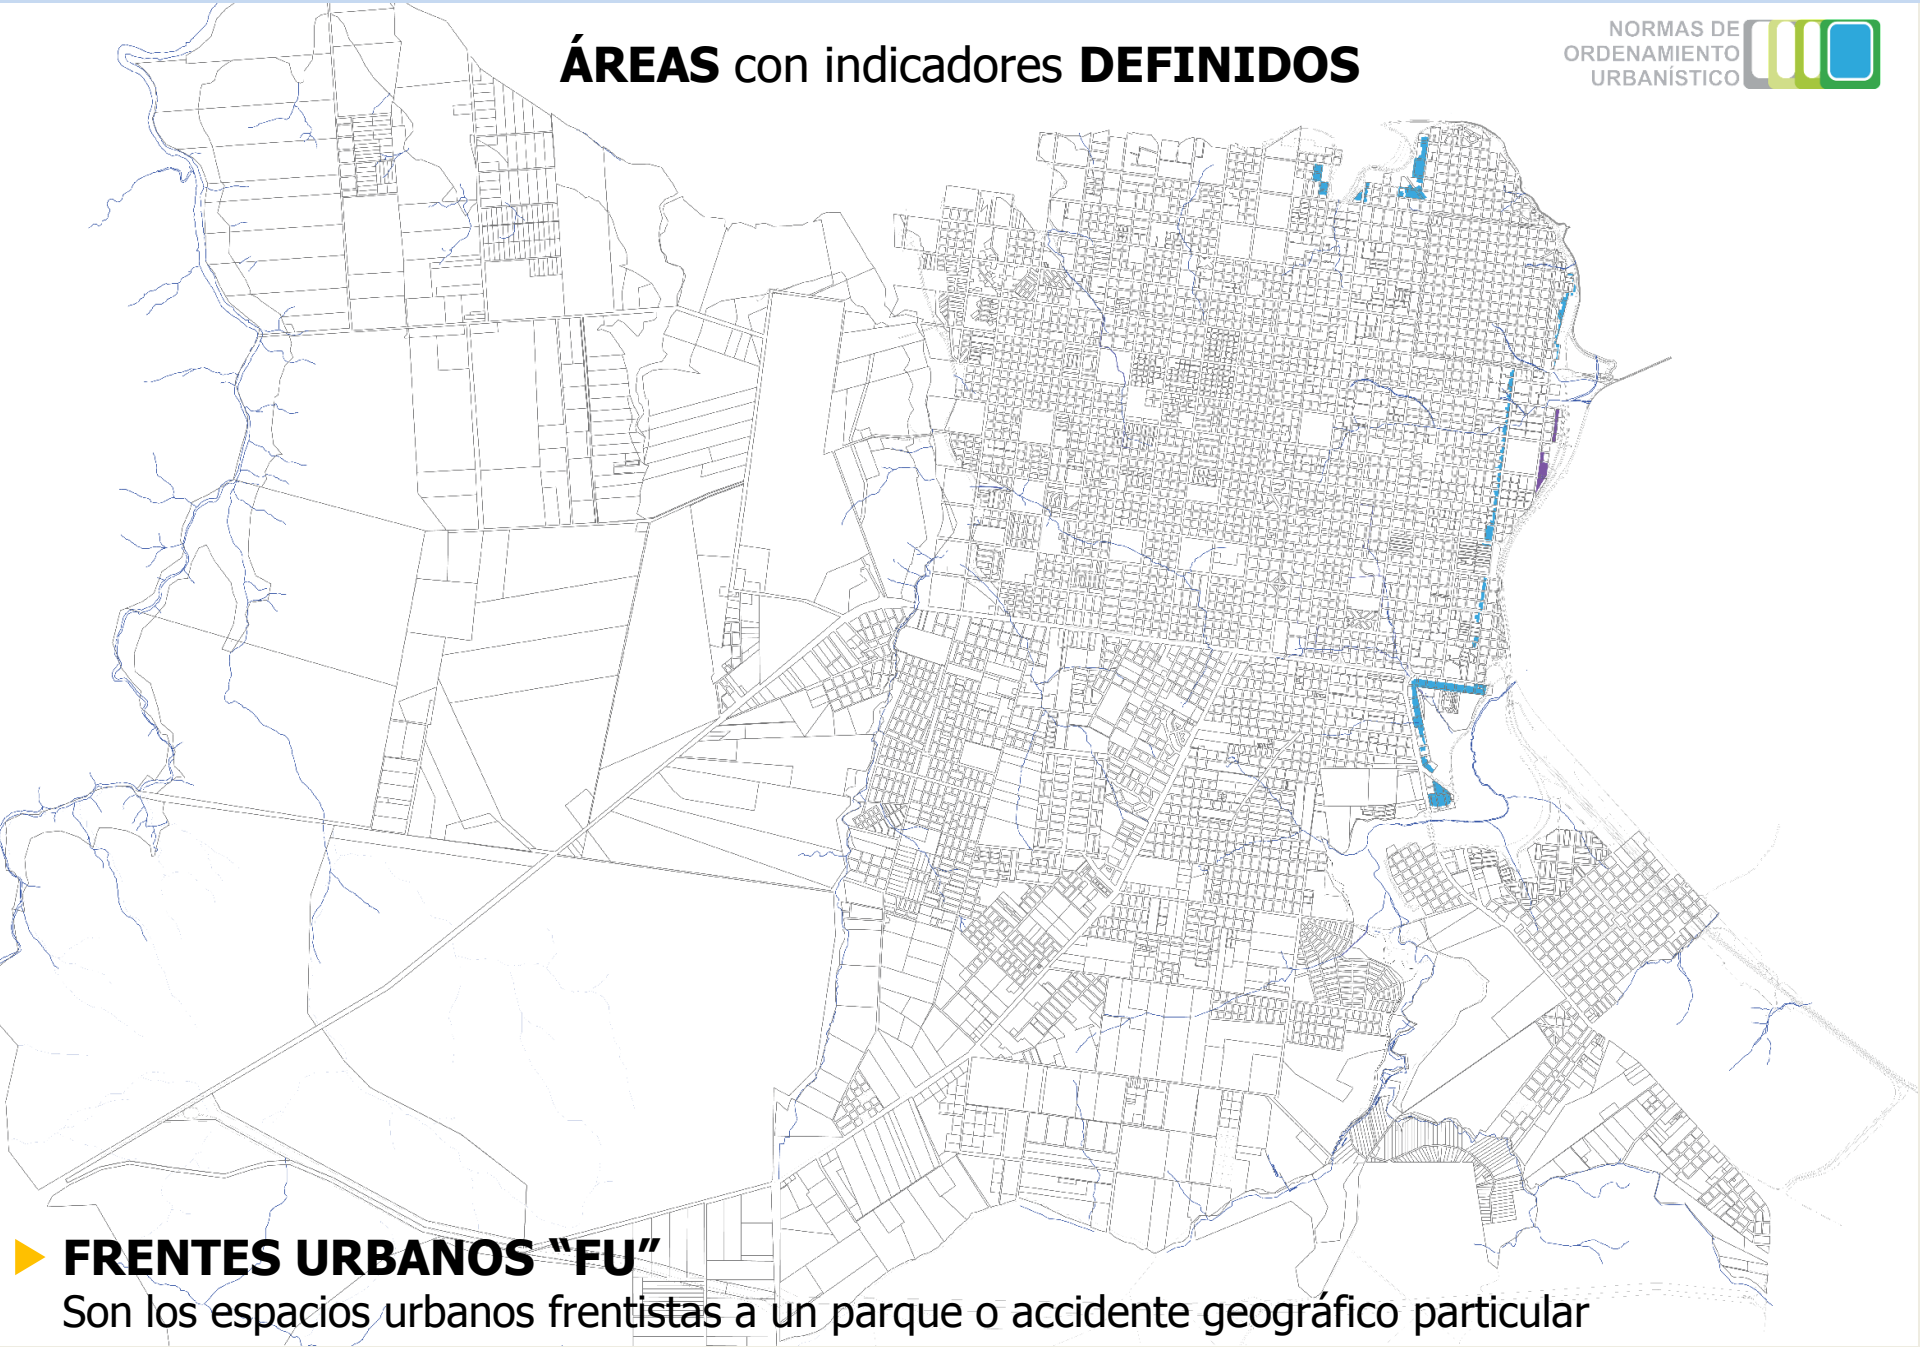 ÁREAS con indicadores DEFINIDOS
NORMAS DE
ORDENAMIENTO
URBANÍSTICO
FRENTES URBANOS “FU”
Son los espacios urbanos frentistas a un parque o accidente geográfico particular